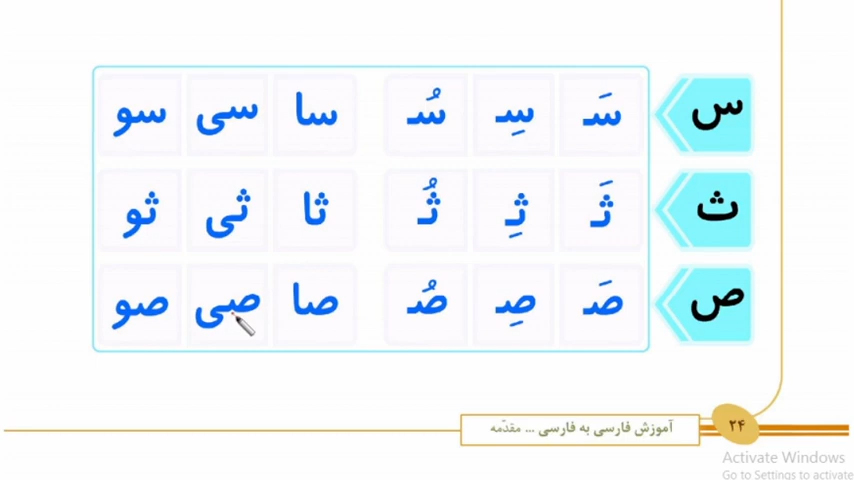 س سَـ سِـ سُـ سا سی سو
ث ثَـ ثِـ ثُـ ثا ثی ثو
ص صَـ صِـ صُـ صا صی صو
۲۴ آموزش فارسی به فارسی ... مقدّمه
Activate Windows
Go to Settings to activate